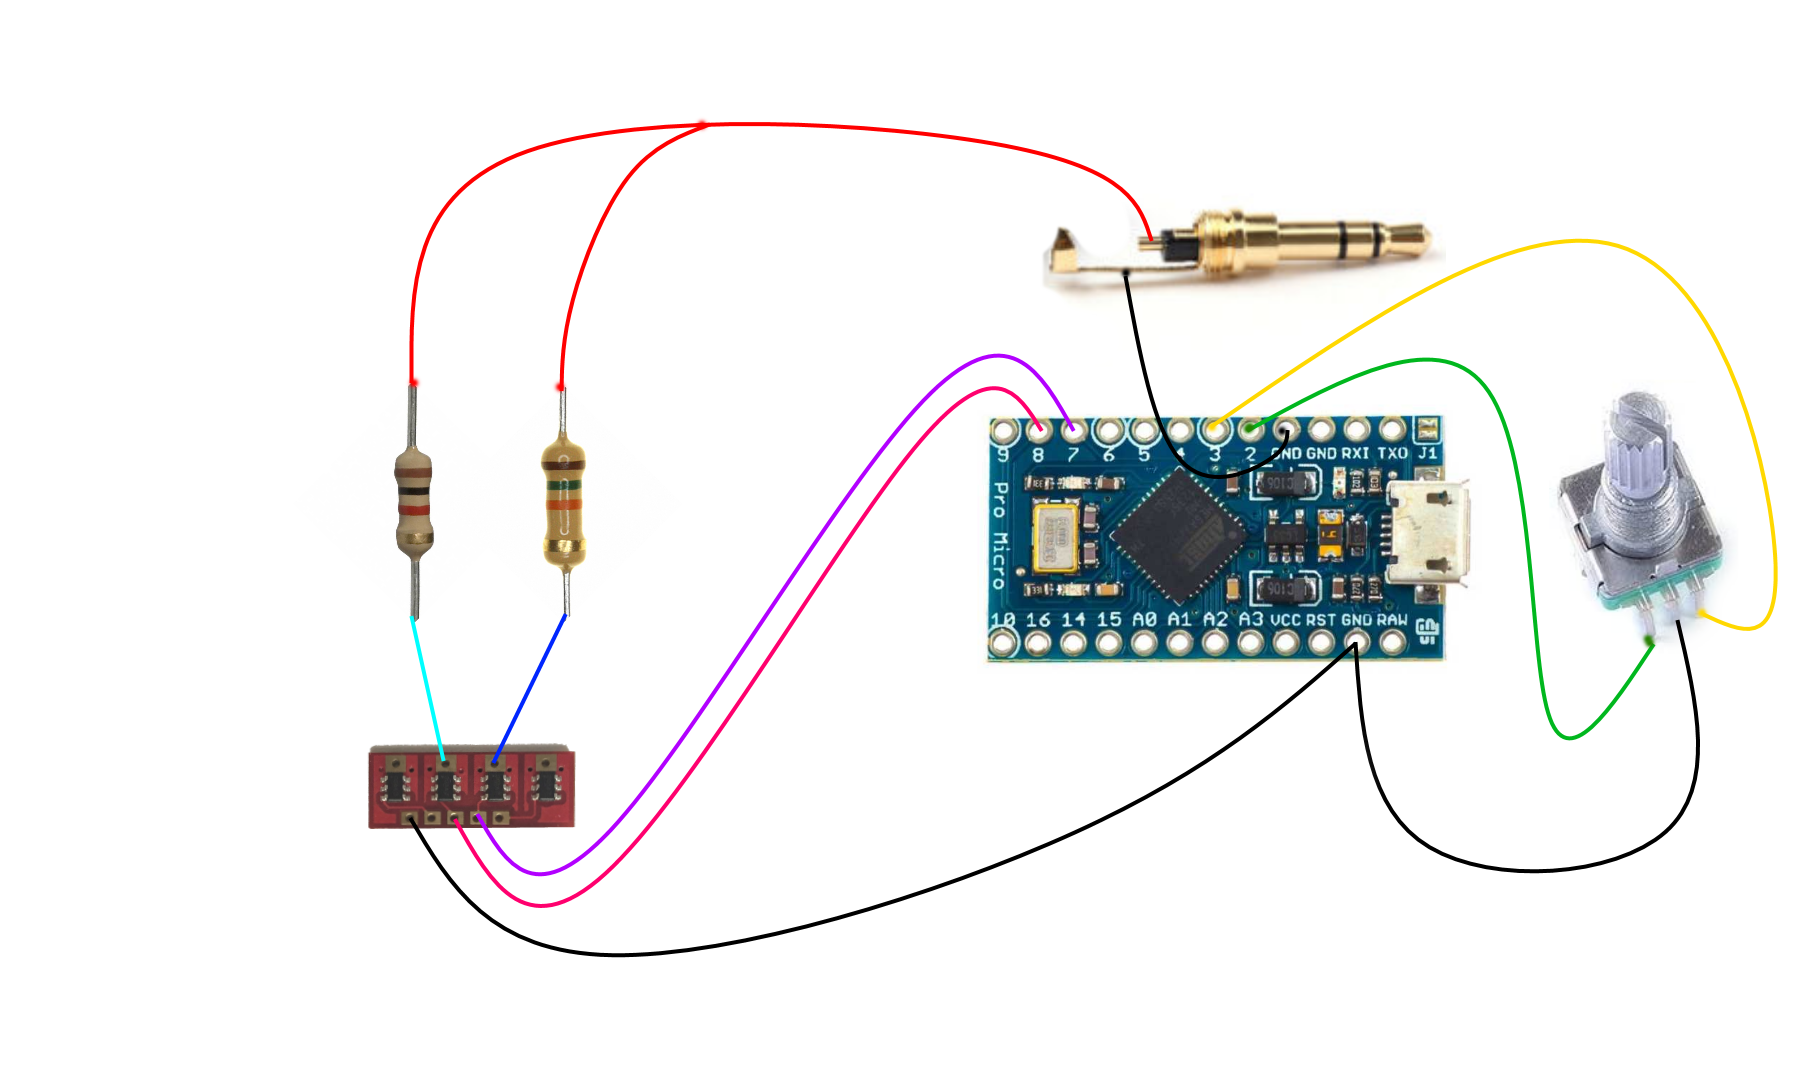 9 8 7 6 5 4 3 2 GND GND RXI TXO J1
Pro Micro
10 16 14 15 A0 A1 A2 A3 VCC RST GND RAW